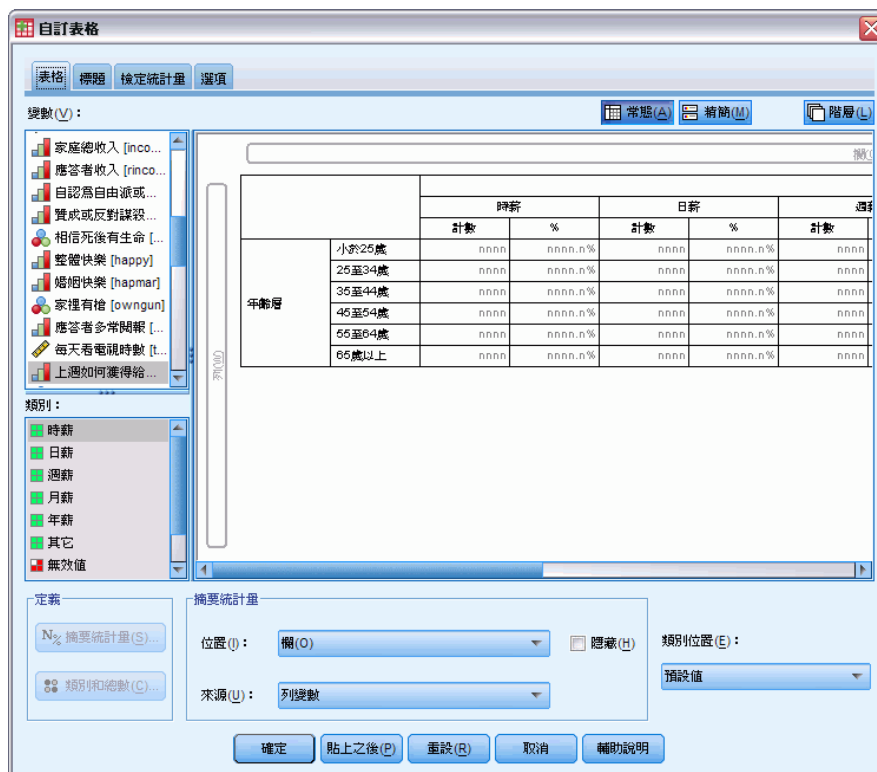 自訂表格
表格 標題 檢定統計量 選項
變數(V)： 常態(A) 精簡(M) 階層(L)
家庭總收入 [inco...
應答者收入 [rinco...
自認為自由派或...
贊成或反對謀殺...
相信死後有生命 [...
整體快樂 [happy]
婚姻快樂 [hapmar]
家裡有槍 [owngun]
應答者多常閱報 [...
每天看電視時數 [t...
上週如何獲得給...
類別：
時薪
日薪
週薪
月薪
年薪
其它
無效值
欄(O
列(W)
時薪 日薪 週薪
計數 % 計數 % 計數
年齡層
小於25歲 nnnn nnnn.n% nnnn nnnn.n% nnnn
25至34歲 nnnn nnnn.n% nnnn nnnn.n% nnnn
35至44歲 nnnn nnnn.n% nnnn nnnn.n% nnnn
45至54歲 nnnn nnnn.n% nnnn nnnn.n% nnnn
55至64歲 nnnn nnnn.n% nnnn nnnn.n% nnnn
65歲以上 nnnn nnnn.n% nnnn nnnn.n% nnnn
定義
N% 摘要統計量(S)...
類別和總數(C)...
摘要統計量
位置(I)： 欄(O) 隱藏(H)
來源(U)： 列變數
類別位置(E)：
預設值
確定 貼上之後(P) 重設(R) 取消 輔助說明